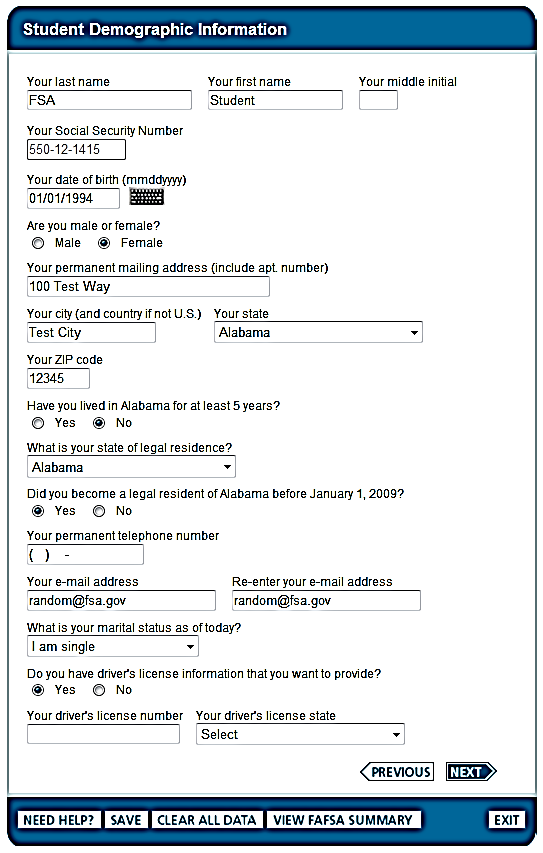 Student Demographic Information
Your last name Your first name Your middle initial
FSA Student
Your Social Security Number
550-12-1415
Your date of birth (mmddyyyy)
01/01/1994
Are you male or female?
Male Female
Your permanent mailing address (include apt. number)
100 Test Way
Your city (and country if not U.S.) Your state
Test City Alabama
Your ZIP code
12345
Have you lived in Alabama for at least 5 years?
Yes No
What is your state of legal residence?
Alabama
Did you become a legal resident of Alabama before January 1, 2009?
Yes No
Your permanent telephone number
( ) -
Your e-mail address Re-enter your e-mail address
random@fsa.gov random@fsa.gov
What is your marital status as of today?
I am single
Do you have driver's license information that you want to provide?
Yes No
Your driver's license number Your driver's license state
Select
PREVIOUS NEXT
NEED HELP? SAVE CLEAR ALL DATA VIEW FAFSA SUMMARY EXIT